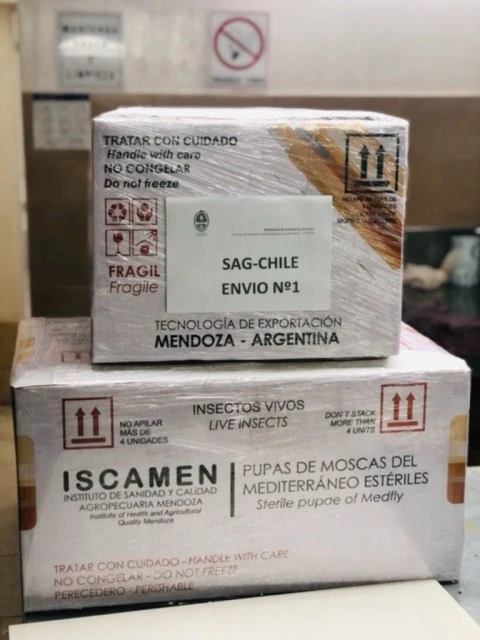 MANTENER
Y
LIMPIEZA
TRATAR CON CUIDADO
Handle with care
NO CONGELAR
Do not freeze
FRAGIL
Fragile
SAG-CHILE
ENVIO Nº1
TECNOLOGÍA DE EXPORTACIÓN
MENDOZA - ARGENTINA
NO APILAR
MÁS DE
4 UNIDADES
INSECTOS VIVOS
LIVE INSECTS
DON'T STACK
MORE THAN
4 UNITS
ISCAMEN
INSTITUTO DE SANIDAD Y CALIDAD
AGROPECUARIA MENDOZA
Institute of Health and Agricultural
Quality Mendoza
PUPAS DE MOSCAS DEL
MEDITERRÁNEO ESTÉRILES
Sterile pupae of Medfly
TRATAR CON CUIDADO - HANDLE WITH CARE
NO CONGELAR - DO NOT FREEZE
PERECEDERO - PERISHABLE